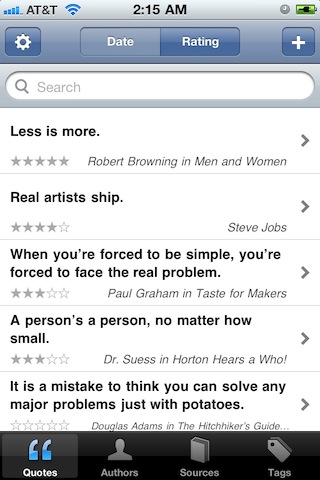 AT&T 2:15 AM
Date Rating
Search
Less is more.
★★★★★ Robert Browning in Men and Women
Real artists ship.
★★★★☆ Steve Jobs
When you're forced to be simple, you're
forced to face the real problem.
★★★☆☆ Paul Graham in Taste for Makers
A person's a person, no matter how
small.
★★★☆☆ Dr. Suess in Horton Hears a Who!
It is a mistake to think you can solve any
major problems just with potatoes.
☆☆☆☆☆ Douglas Adams in The Hitchhiker's Guide...
Quotes Authors Sources Tags